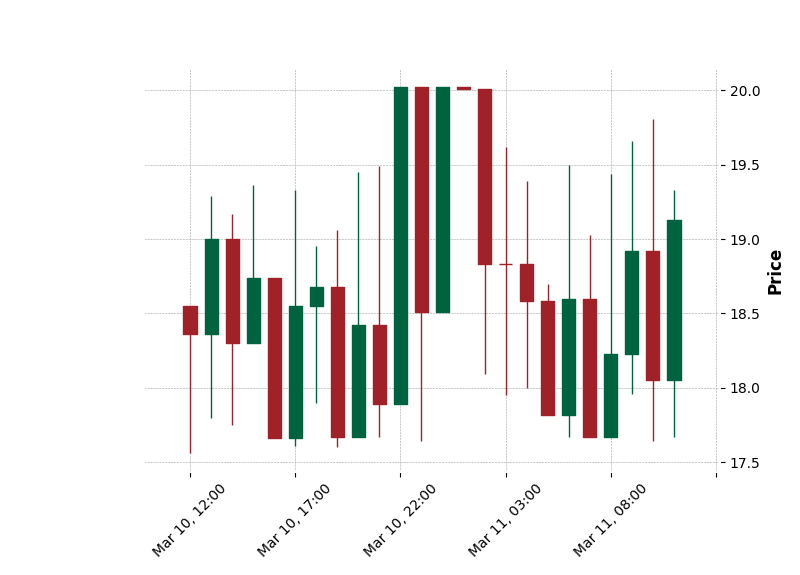 20.0
19.5
19.0
18.5
18.0
17.5
Price
Mar 10, 12:00
Mar 10, 17:00
Mar 10, 22:00
Mar 11, 03:00
Mar 11, 08:00